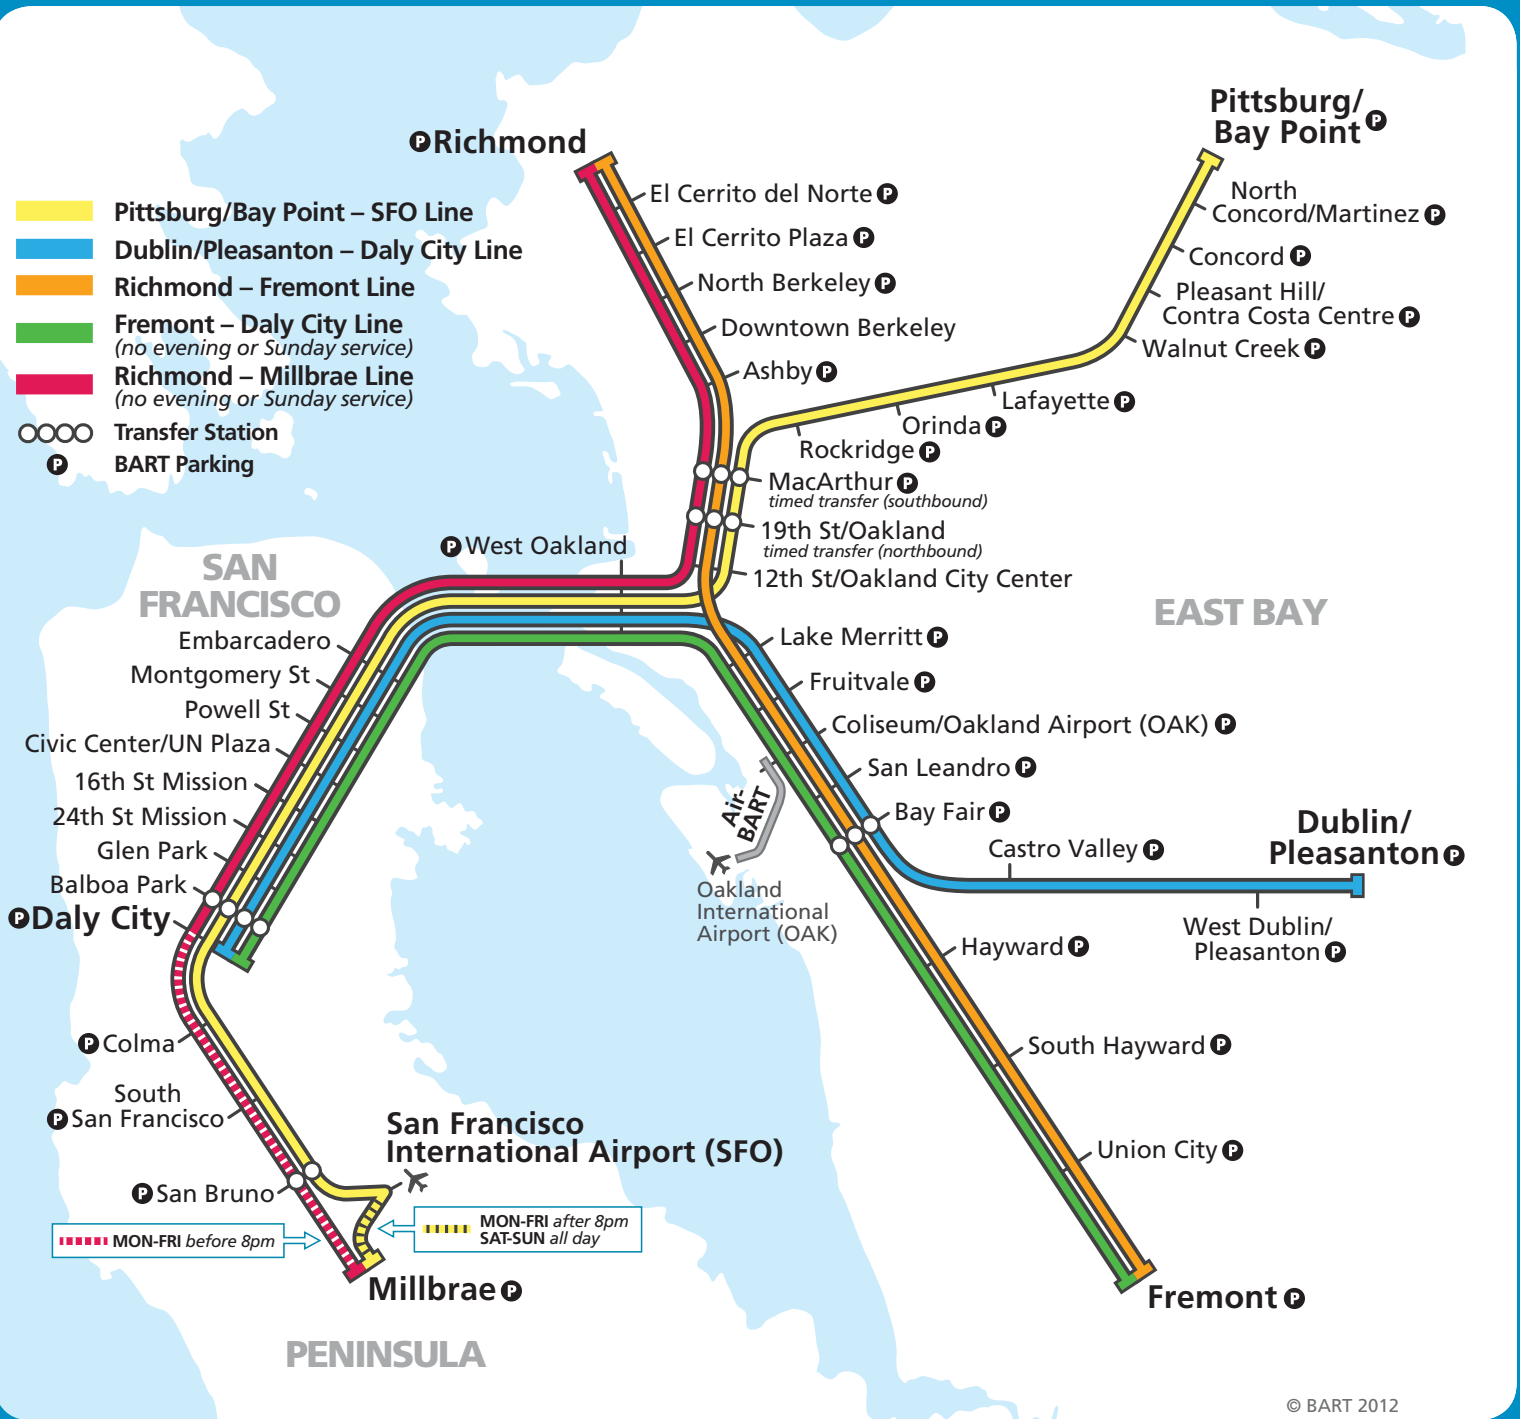 Pittsburg/
Bay Point P
P Richmond
North
Concord/Martinez P
El Cerrito del Norte P
Pittsburg/Bay Point – SFO Line
El Cerrito Plaza P
Dublin/Pleasanton – Daly City Line
Concord P
North Berkeley P
Richmond – Fremont Line
Pleasant Hill/
Contra Costa Centre P
Fremont – Daly City Line
(no evening or Sunday service)
Downtown Berkeley
Walnut Creek P
Richmond – Millbrae Line
(no evening or Sunday service)
Ashby P
Lafayette P
Transfer Station
Orinda P
P BART Parking
Rockridge P
MacArthur P
timed transfer (southbound)
19th St/Oakland
timed transfer (northbound)
P West Oakland
12th St/Oakland City Center
SAN
FRANCISCO
EAST BAY
Embarcadero
Lake Merritt P
Montgomery St
Fruitvale P
Powell St
Coliseum/Oakland Airport (OAK) P
Civic Center/UN Plaza
San Leandro P
16th St Mission
Air-
BART
Bay Fair P
24th St Mission
Dublin/
Pleasanton P
Glen Park
Castro Valley P
Balboa Park
Oakland
International
Airport (OAK)
P Daly City
West Dublin/
Pleasanton P
Hayward P
P Colma
South Hayward P
South
P San Francisco
San Francisco
International Airport (SFO)
Union City P
P San Bruno
MON-FRI after 8pm
SAT-SUN all day
MON-FRI before 8pm
Millbrae P
Fremont P
PENINSULA
© BART 2012